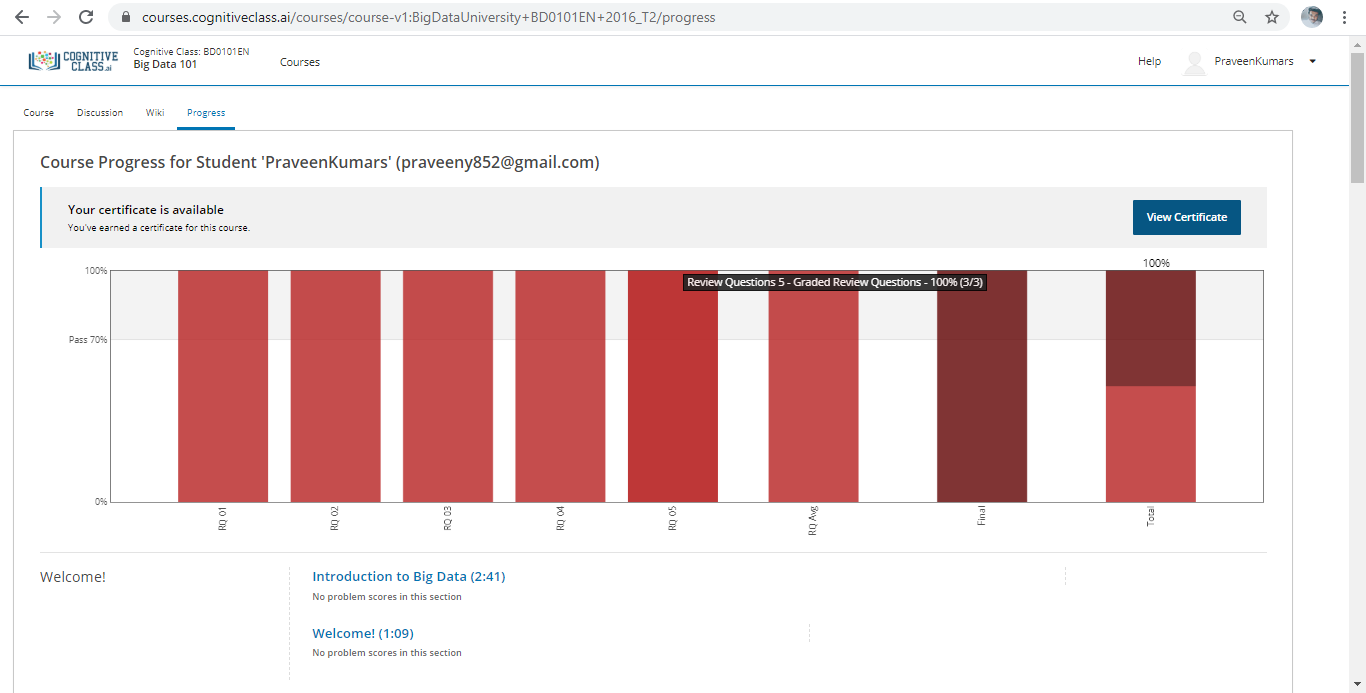 courses.cognitiveclass.ai/courses/course-v1:BigDataUniversity+BD0101EN+2016_T2/progress
COGNITIVE
CLASS.ai
Cognitive Class: BD0101EN
Big Data 101
Courses
Help
PraveenKumars
Course
Discussion
Wiki
Progress
Course Progress for Student 'PraveenKumars' (praveeny852@gmail.com)
Your certificate is available
You've earned a certificate for this course.
View Certificate
100%
100%
Review Questions 5 - Graded Review Questions - 100% (3/3)
Pass 70%
0%
RQ 01
RQ 02
RQ 03
RQ 04
RQ 05
RQ Avg
Final
Total
Welcome!
Introduction to Big Data (2:41)
No problem scores in this section
Welcome! (1:09)
No problem scores in this section